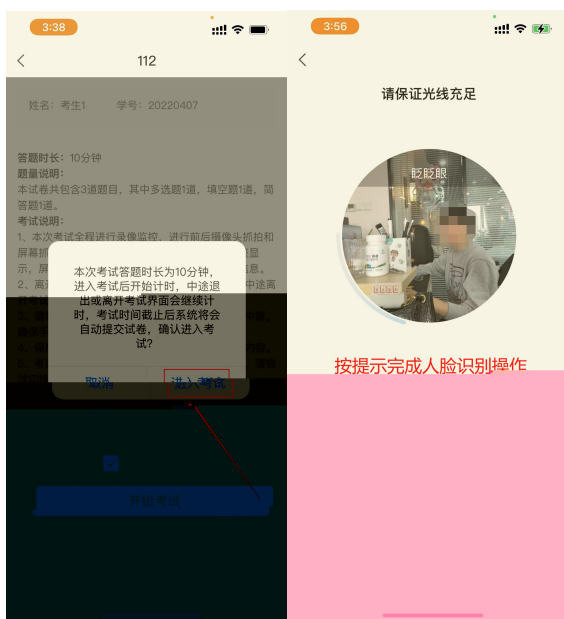 3:38
112
姓名：考生1 学号：20220407
答题时长：10分钟
题量说明：
本试卷共包含3道题目，其中多选题1道，填空题1道，简
答题1道。
考试说明：
1、本次考试全程进行录像监控，进行前后摄像头抓拍和
本次考试答题时长为10分钟，
进入考试后开始计时，中途退
出或离开考试界面会继续计
时，考试时间截止后系统将会
自动提交试卷，确认进入考
试？
取消 进入考试
开始考试
3:56
请保证光线充足
眨眨眼
按提示完成人脸识别操作